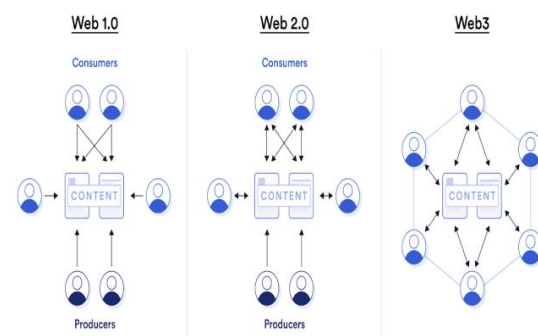 Web 1.0
Consumers
CONTENT
Producers
Web 2.0
Consumers
CONTENT
Producers
Web3
CONTENT